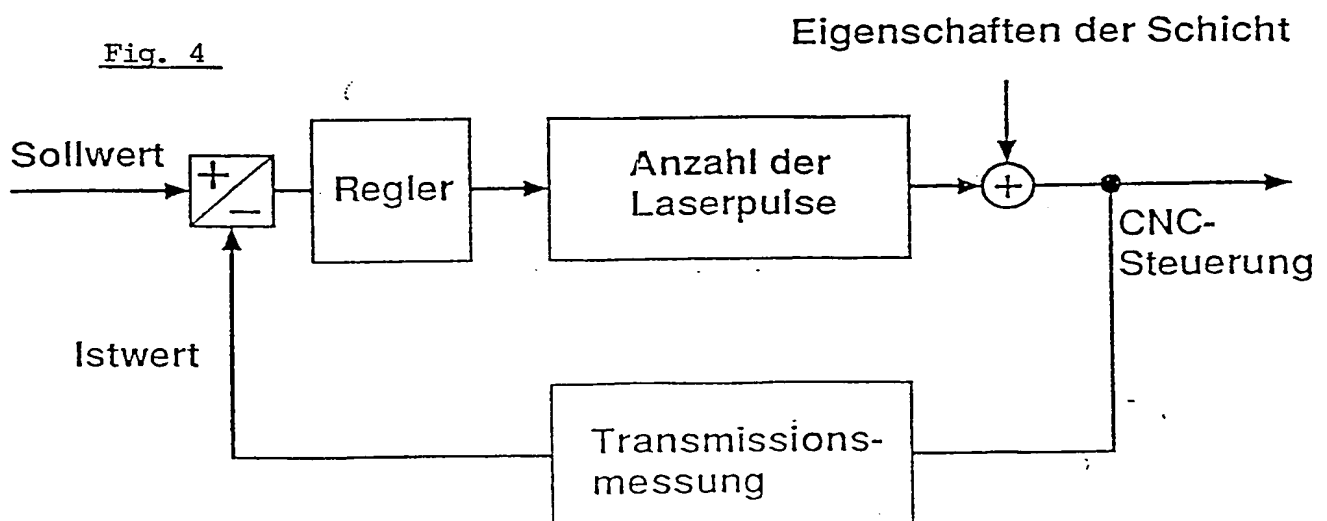 Fig. 4
Eigenschaften der Schicht
Sollwert
+
−
Regler
Anzahl der
Laserpulse
+
CNC-
Steuerung
Istwert
Transmissions-
messung